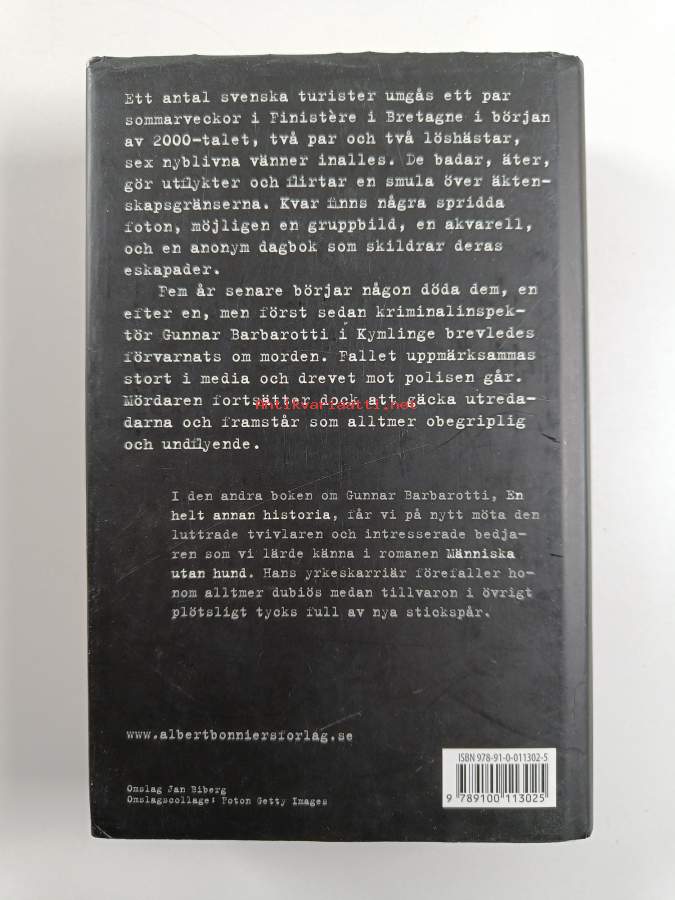 Ett antal svenska turister umgås ett par
sommarveckor i Finistère i Bretagne i början
av 2000-talet, två par och två löshästar,
sex nyblivna vänner inalles. De badar, äter,
gör utflykter och flirtar en smula över äkten-
skapsgränserna. Kvar finns några spridda
foton, möjligen en gruppbild, en akvarell,
och en anonym dagbok som skildrar deras
eskapader.
Fem år senare börjar någon döda dem, en
efter en, men först sedan kriminalinspek-
tör Gunnar Barbarotti i Kymlinge brevledes
förvarnats om morden. Fallet uppmärksammas
stort i media och drevet mot polisen går.
Mördaren fortsätter dock att gäcka utreda-
Antikvariaatti.net
darna och framstår som alltmer obegriplig
och undflyende.
I den andra boken om Gunnar Barbarotti, En
helt annan historia, får vi på nytt möta den
luttrade tvivlaren och intresserade bedja-
ren som vi lärde känna i romanen Människa
utan hund. Hans yrkeskarriär förefaller ho-
nom alltmer dubiös medan tillvaron i övrigt
plötsligt tycks full av nya stickspår.
www.albertbonniersforlag.se
Omslag Jan Biberg
Omslagscollage: Foton Getty Images
ISBN 978-91-0-011302-5
9 789100 113025